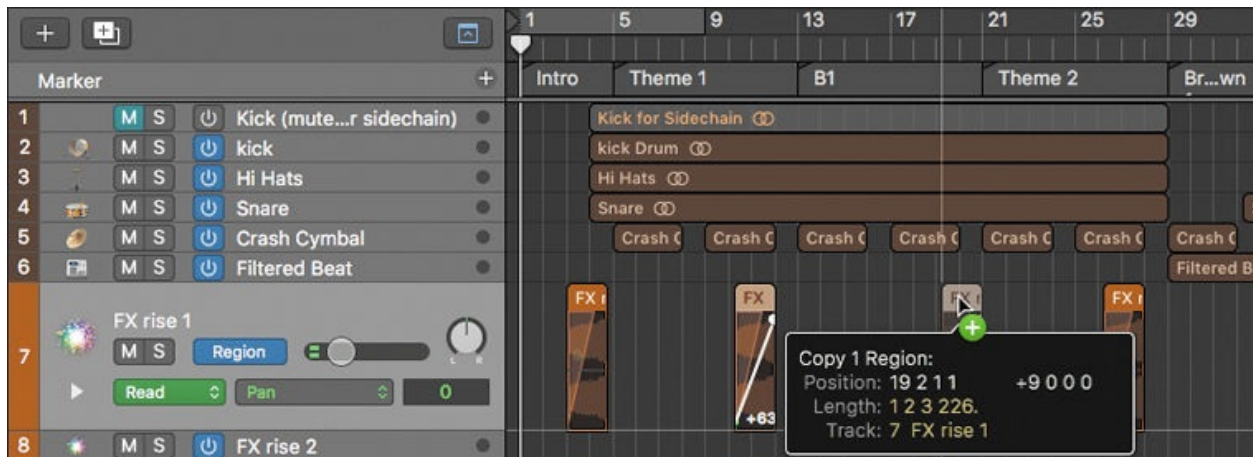 1 5 9 13 17 21 25 29
Marker
Intro Theme 1 B1 Theme 2 Br...wn
1 M S Kick (mute...r sidechain) Kick for Sidechain
2 M S kick kick Drum
3 M S Hi Hats Hi Hats
4 M S Snare Snare
5 M S Crash Cymbal Crash C Crash C Crash C Crash C Crash C Crash C Crash C
6 M S Filtered Beat Filtered B
FX r FX FX r FX r
7 FX rise 1
M S Region L R
Read Pan 0
+63
Copy 1 Region:
Position: 19 2 1 1 +9 0 0 0
Length: 1 2 3 226.
Track: 7 FX rise 1
8 M S FX rise 2